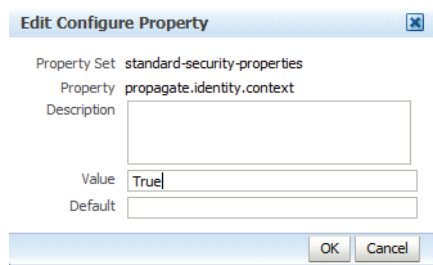 Edit Configure Property
Property Set standard-security-properties
Property propagate.identity.context
Description
Value True
Default
OK Cancel